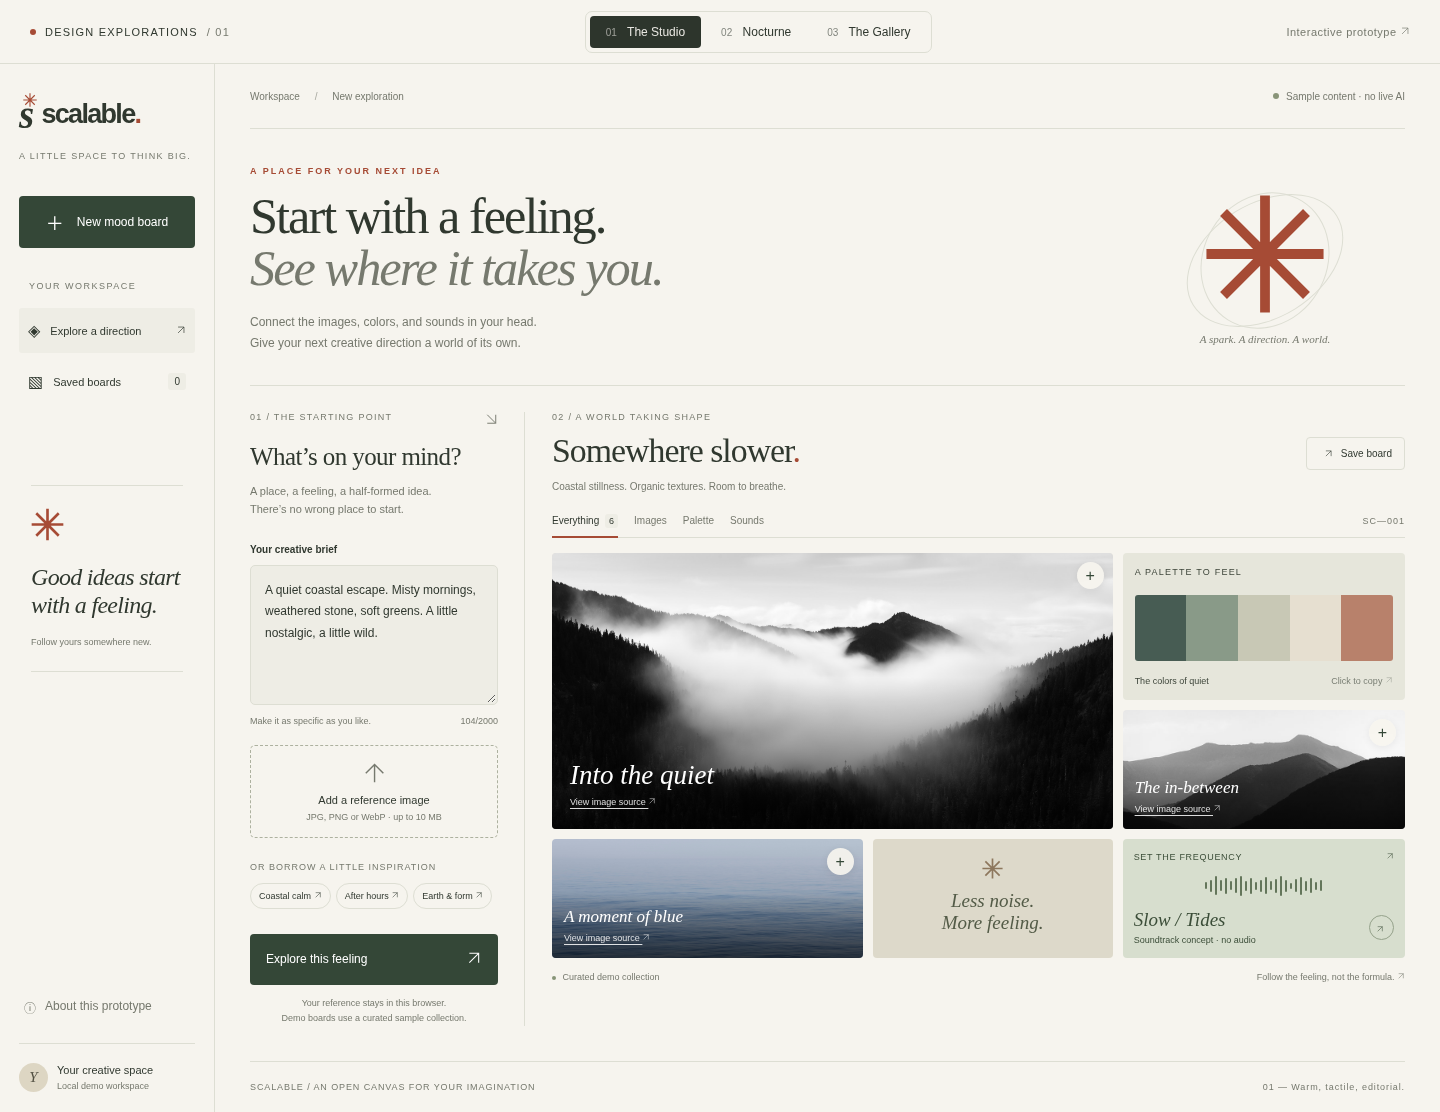 DESIGN EXPLORATIONS / 01
01 The Studio
02 Nocturne
03 The Gallery
Interactive prototype
s scalable.
A LITTLE SPACE TO THINK BIG.
New mood board
YOUR WORKSPACE
Explore a direction
Saved boards 0
Good ideas start
with a feeling.
Follow yours somewhere new.
About this prototype
Y
Your creative space
Local demo workspace
Workspace / New exploration
Sample content · no live AI
A PLACE FOR YOUR NEXT IDEA
Start with a feeling.
See where it takes you.
Connect the images, colors, and sounds in your head.
Give your next creative direction a world of its own.
A spark. A direction. A world.
01 / THE STARTING POINT
What’s on your mind?
A place, a feeling, a half-formed idea.
There’s no wrong place to start.
Your creative brief
A quiet coastal escape. Misty mornings,
weathered stone, soft greens. A little
nostalgic, a little wild.
Make it as specific as you like.
104/2000
Add a reference image
JPG, PNG or WebP · up to 10 MB
OR BORROW A LITTLE INSPIRATION
Coastal calm
After hours
Earth & form
Explore this feeling
Your reference stays in this browser.
Demo boards use a curated sample collection.
02 / A WORLD TAKING SHAPE
Somewhere slower.
Coastal stillness. Organic textures. Room to breathe.
Save board
Everything 6
Images
Palette
Sounds
SC—001
Into the quiet
View image source
A PALETTE TO FEEL
The colors of quiet
Click to copy
The in-between
View image source
A moment of blue
View image source
Less noise.
More feeling.
SET THE FREQUENCY
Slow / Tides
Soundtrack concept · no audio
Curated demo collection
Follow the feeling, not the formula.
SCALABLE / AN OPEN CANVAS FOR YOUR IMAGINATION
01 — Warm, tactile, editorial.